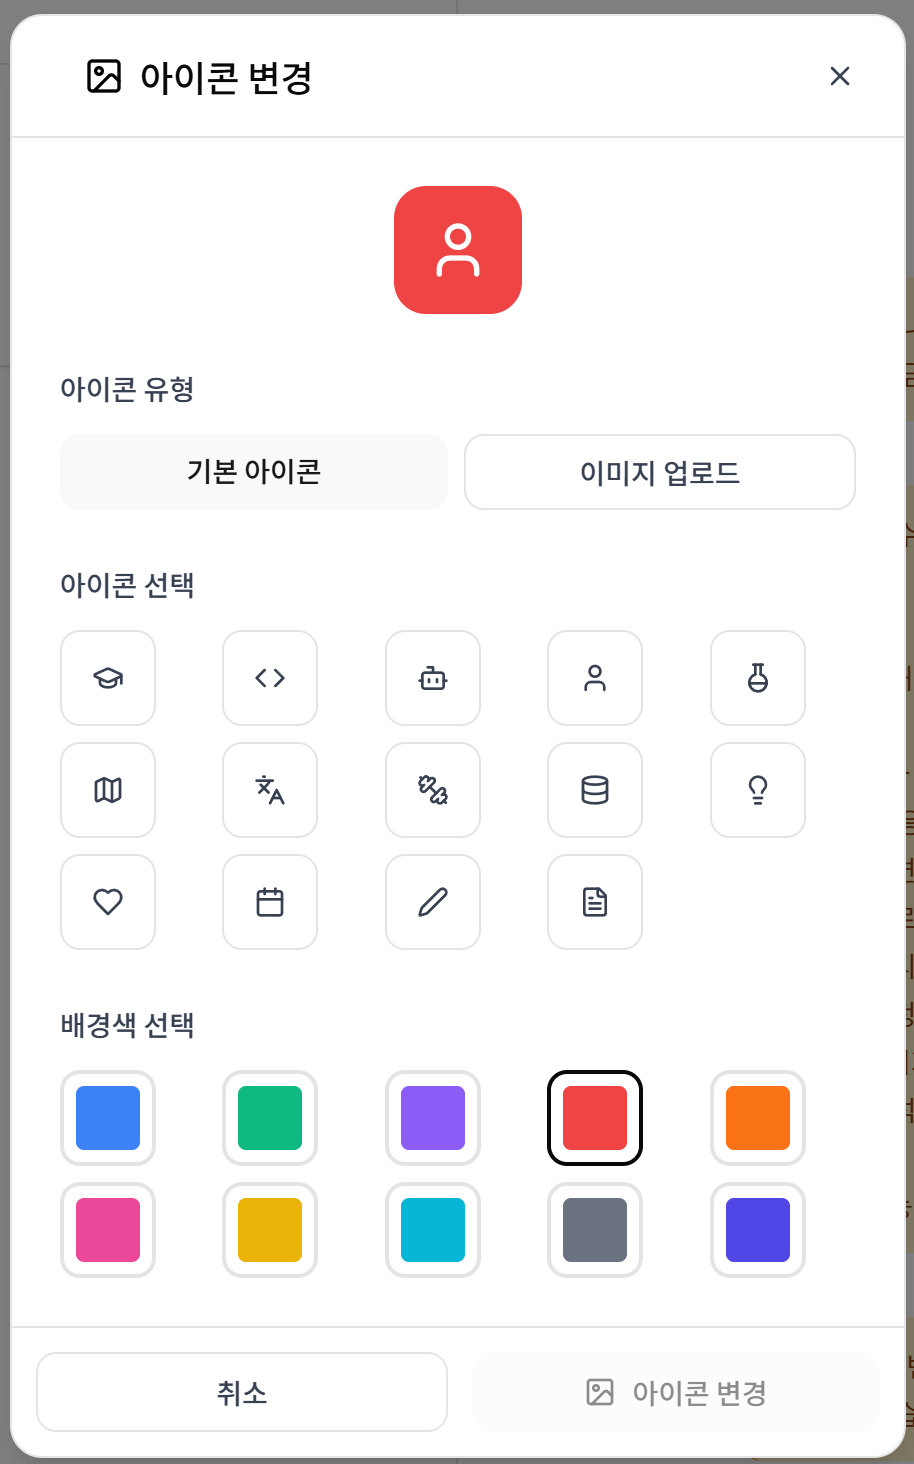 아이콘 변경
아이콘 유형
기본 아이콘
이미지 업로드
아이콘 선택
배경색 선택
취소
아이콘 변경